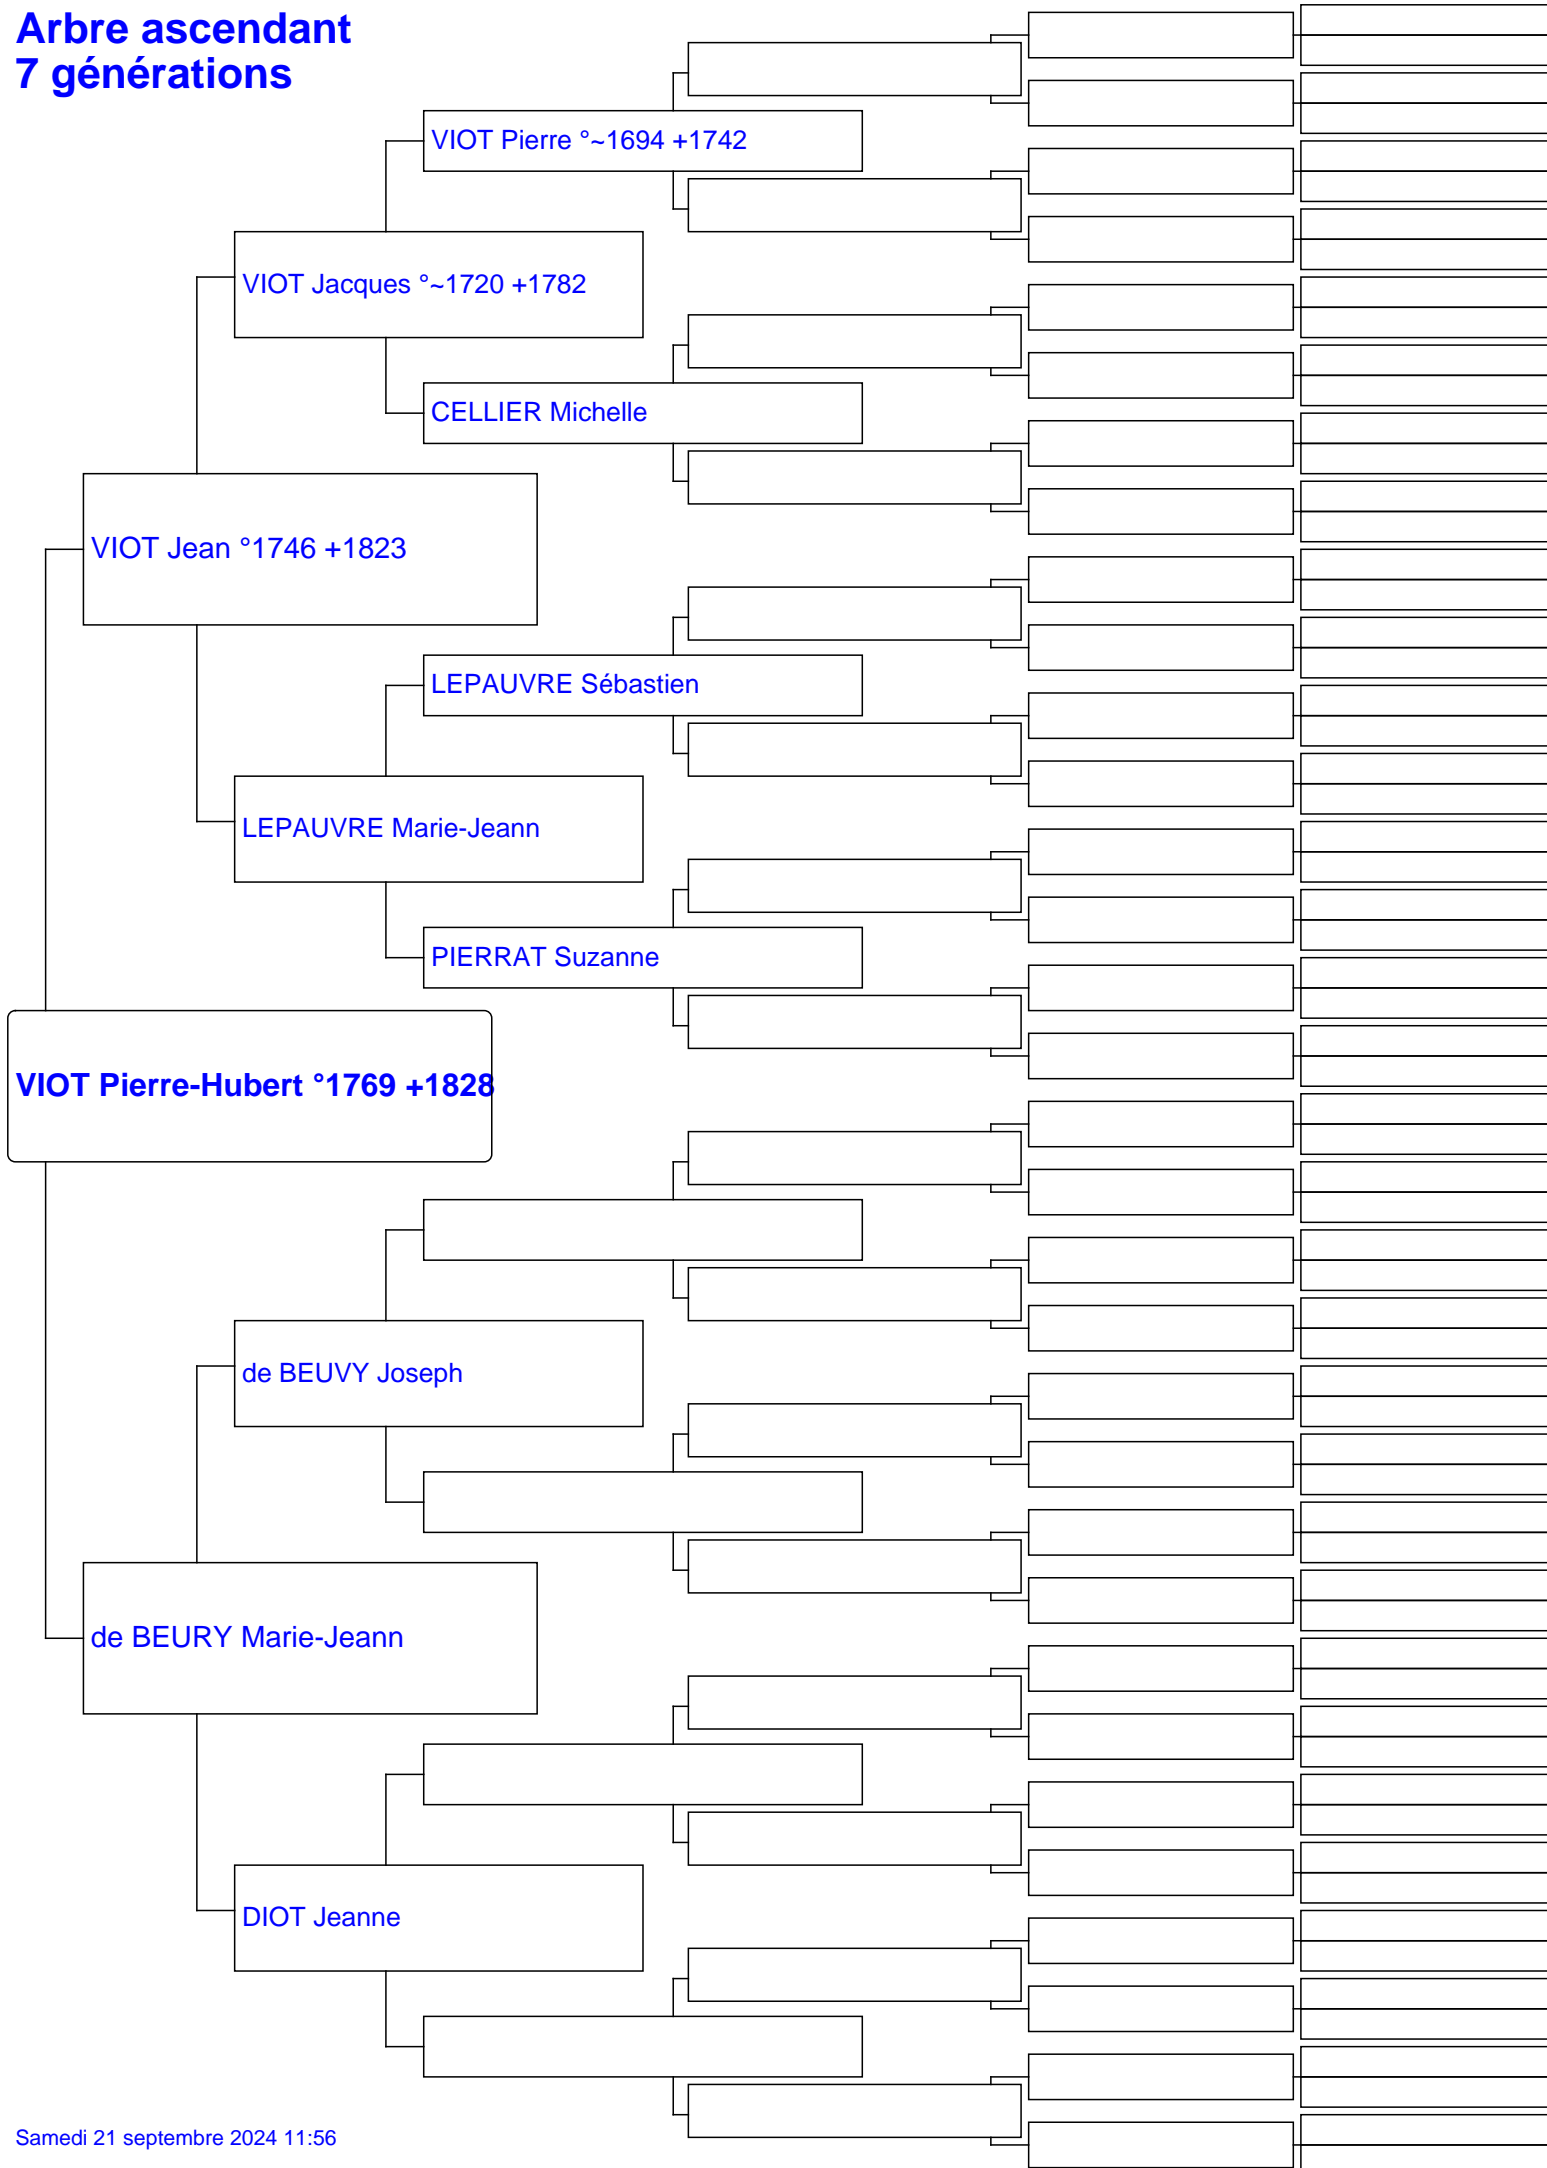 Arbre ascendant
7 générations
VIOT Pierre °~1694 +1742
VIOT Jacques °~1720 +1782
CELLIER Michelle
VIOT Jean °1746 +1823
LEPAUVRE Sébastien
LEPAUVRE Marie-Jeann
PIERRAT Suzanne
VIOT Pierre-Hubert °1769 +1828
de BEUVY Joseph
de BEURY Marie-Jeann
DIOT Jeanne
Samedi 21 septembre 2024 11:56